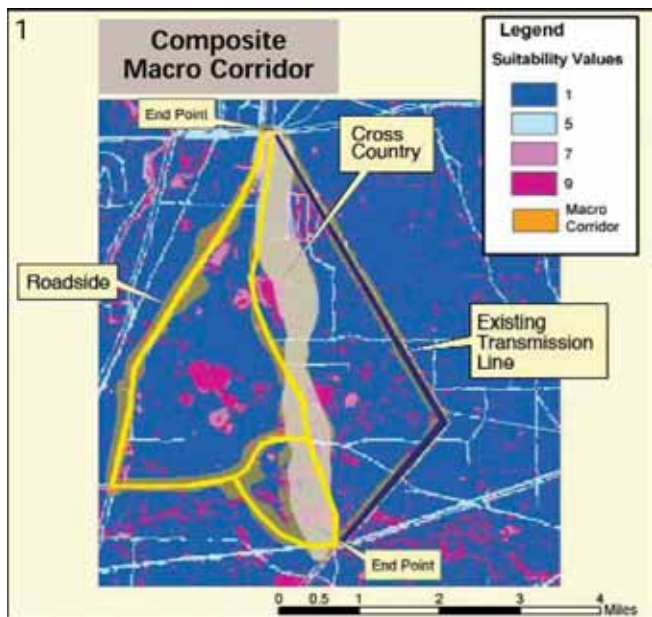 1
Composite
Macro Corridor
Legend
Suitability Values
1
5
7
9
Macro
Corridor
End Point
Cross
Country
Roadside
Existing
Transmission
Line
End Point
0 0.5 1 2 3 4
Miles